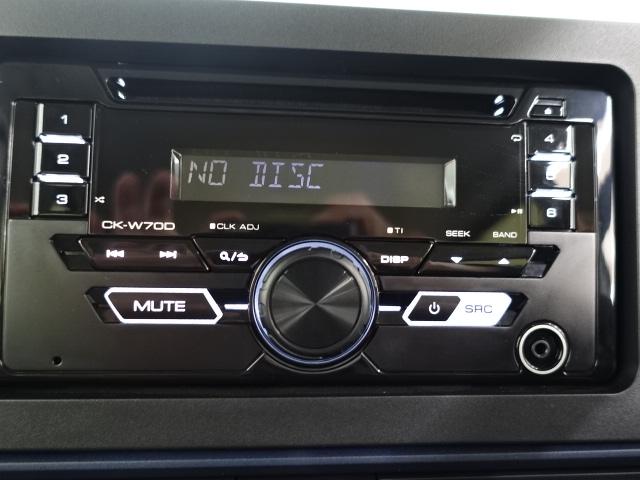 1
2
3
4
5
6
NO DISC
CK-W70D
CLK ADJ
TI
SEEK
BAND
DISP
MUTE
SRC